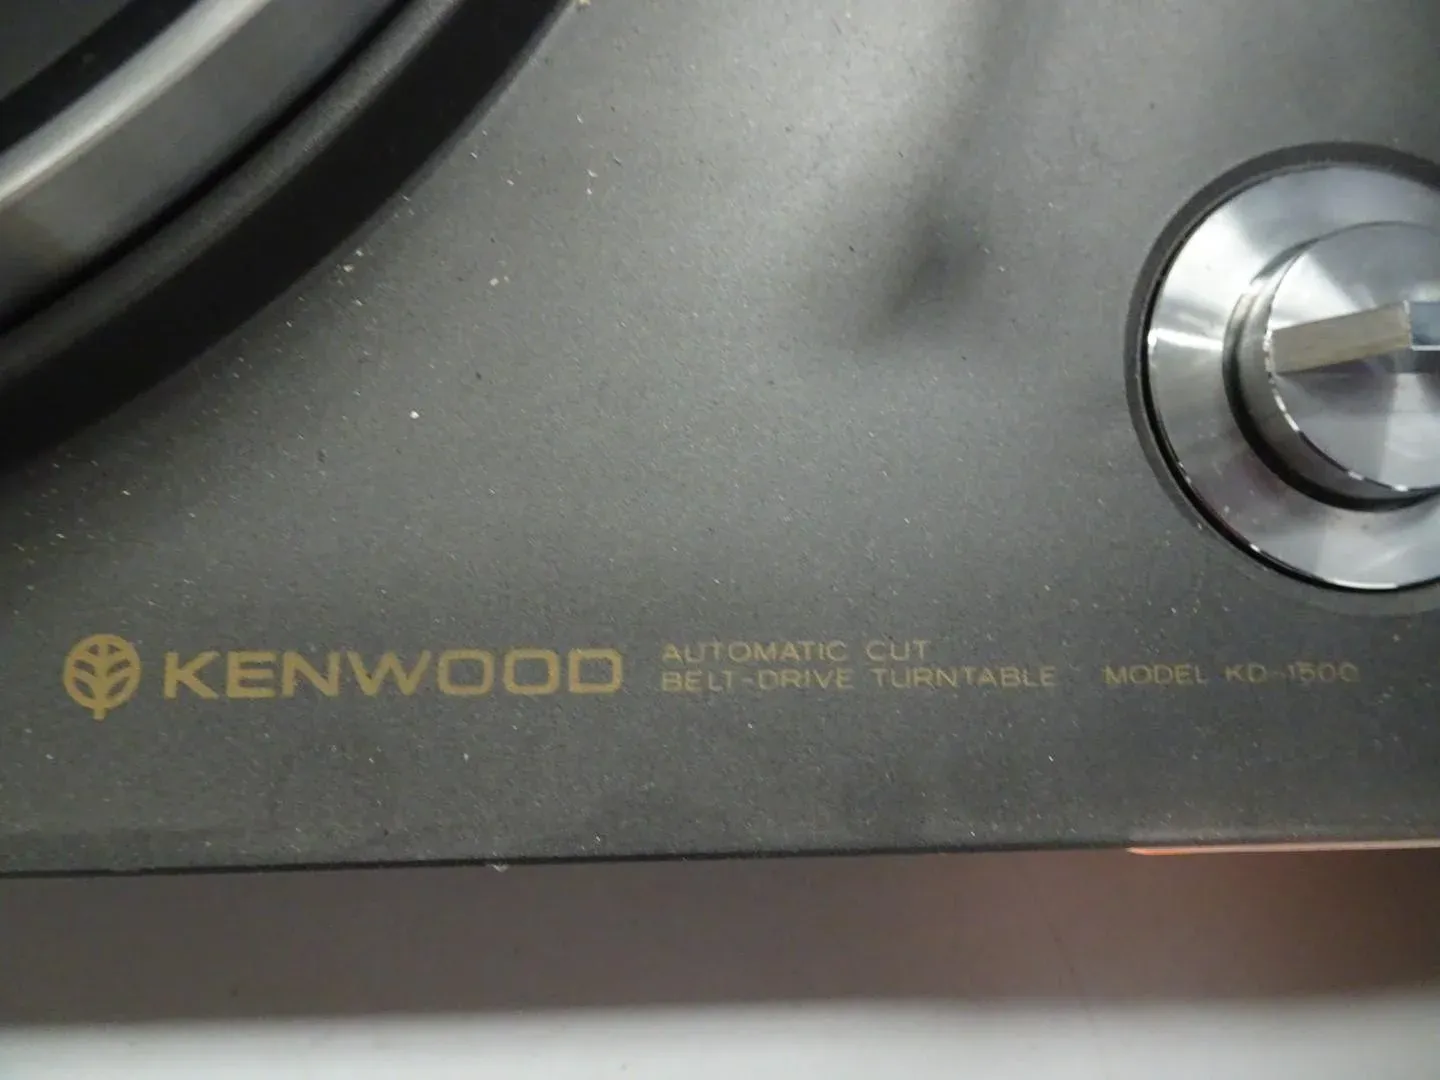 KENWOOD
AUTOMATIC CUT
BELT-DRIVE TURNTABLE MODEL KD-1500